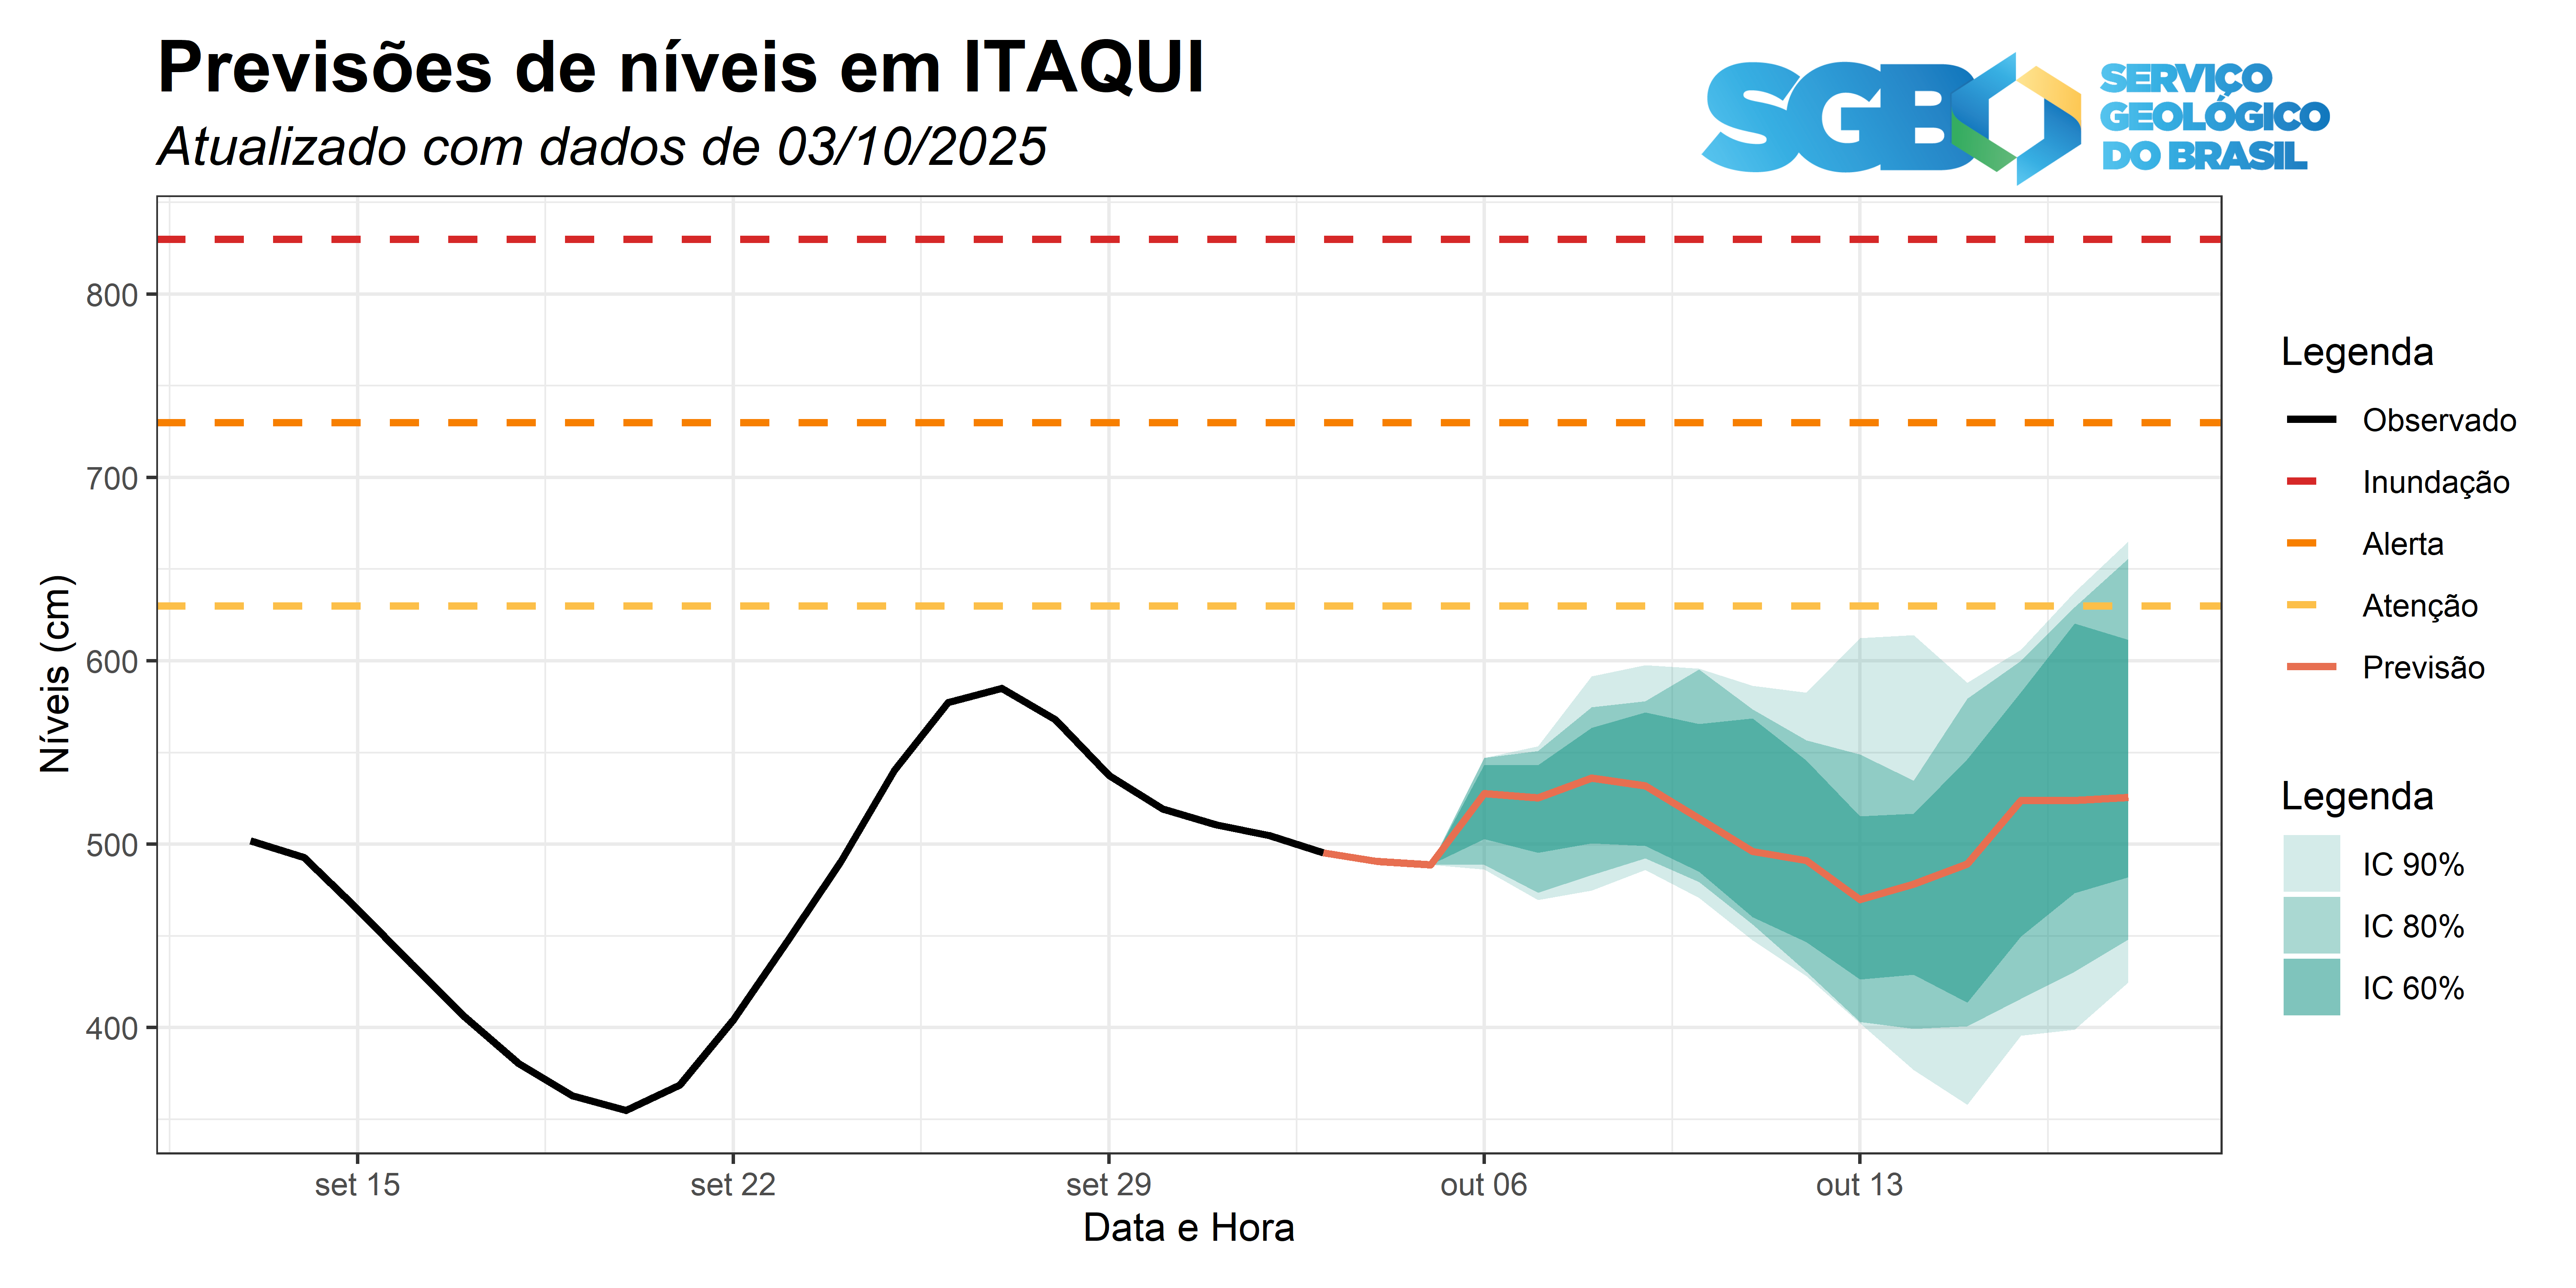 Previsões de níveis em ITAQUI
Atualizado com dados de 03/10/2025
SGB
SERVIÇO
GEOLÓGICO
DO BRASIL
Níveis (cm)
800
700
600
500
400
set 15
set 22
set 29
out 06
out 13
Data e Hora
Legenda
Observado
Inundação
Alerta
Atenção
Previsão
Legenda
IC 90%
IC 80%
IC 60%